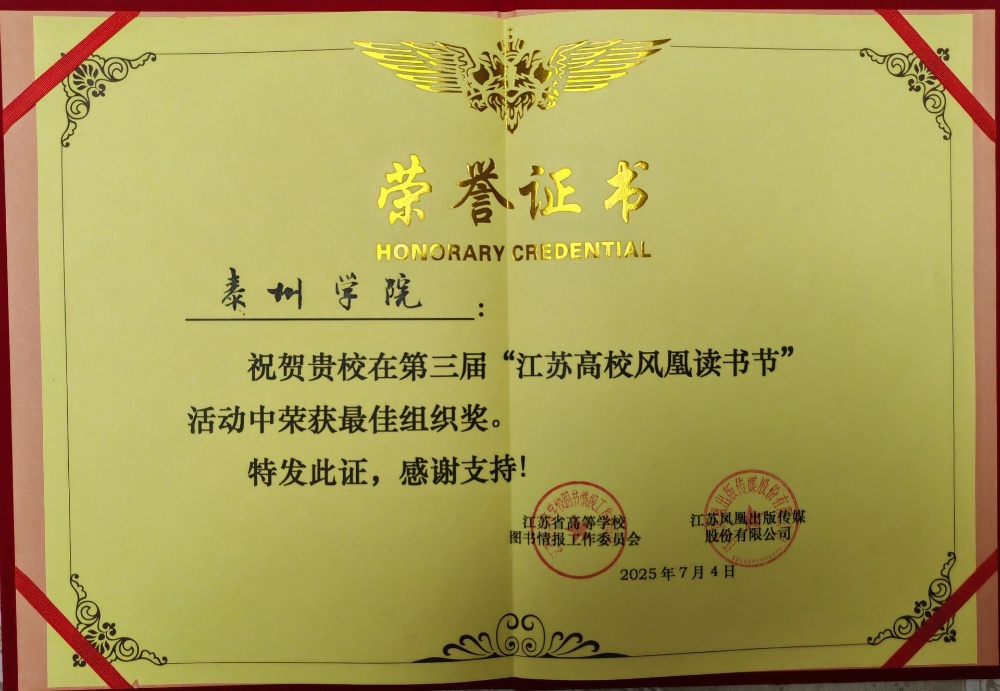 荣誉证书
HONORARY CREDENTIAL
泰州学院：
祝贺贵校在第三届“江苏高校凤凰读书节”
活动中荣获最佳组织奖。
特发此证，感谢支持！
江苏省高等学校
图书情报工作委员会
江苏凤凰出版传媒
股份有限公司
2025年7月4日